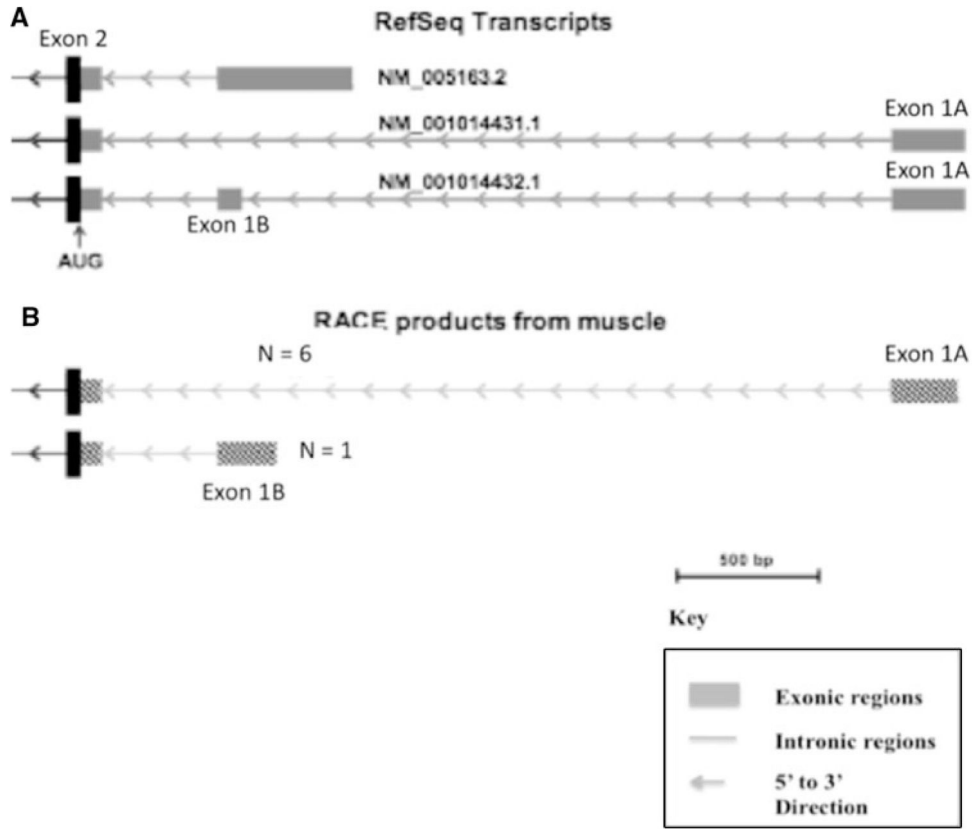 A
RefSeq Transcripts
Exon 2
NM_005163.2
NM_001014431.1
Exon 1A
NM_001014432.1
Exon 1A
Exon 1B
AUG
B
RACE products from muscle
N = 6
Exon 1A
N = 1
Exon 1B
500 bp
Key
Exonic regions
Intronic regions
5' to 3'
Direction